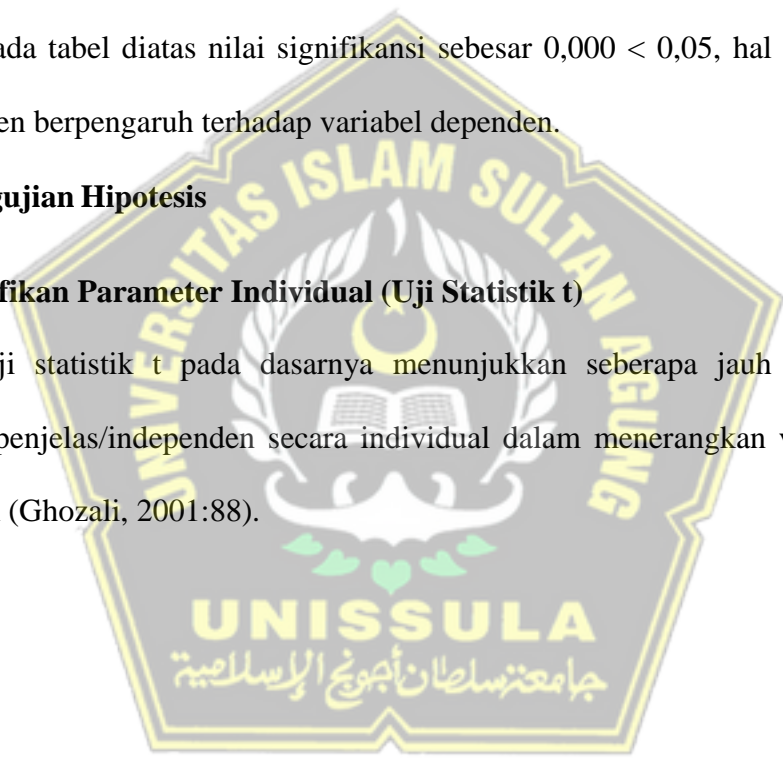 ada tabel diatas nilai signifikansi sebesar 0,000 < 0,05, hal
en berpengaruh terhadap variabel dependen.
gujian Hipotesis
fikan Parameter Individual (Uji Statistik t)
ji statistik t pada dasarnya menunjukkan seberapa jauh
penjelas/independen secara individual dalam menerangkan v
(Ghozali, 2001:88).
UNIVERSITAS ISLAM SULTAN AGUNG
UNISSULA
جامعتنسلطان أجونج الإسلامية